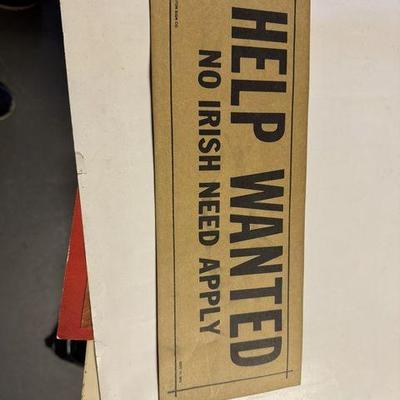 HELP WANTED
NO IRISH NEED APPLY